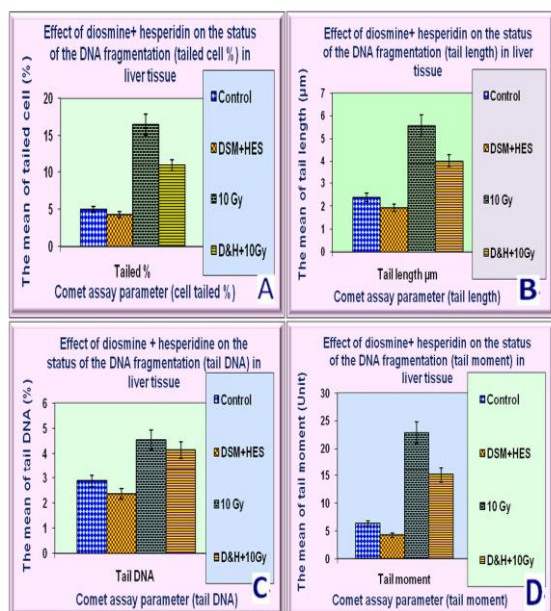 Effect of diosmine+ hesperidin on the status
of the DNA fragmentation (tailed cell %) in
liver tissue
The mean of tailed cell (%)
20
15
10
5
0
Tailed %
Comet assay parameter (cell tailed %)
Control
DSM+HES
10 Gy
D&H+10Gy
A
Effect of diosmine+ hesperidin on the status
of the DNA fragmentation (tail length) in liver
tissue
The mean of tail length (µm)
7
6
5
4
3
2
1
0
Tail length µm
Comet assay parameter (tail length)
Control
DSM+HES
10 Gy
D&H+10Gy
B
Effect of diosmine + hesperidine on the
status of the DNA fragmentation (tail DNA) in
liver tissue
The mean of tail DNA (%)
6
5
4
3
2
1
0
Tail DNA
Comet assay parameter (tail DNA)
Control
DSM+HES
10 Gy
D&H+10Gy
C
Effect of diosmine+ hesperidin on the status
of the DNA fragmentation (tail moment) in
liver tissue
The mean of tail moment (Unit)
30
25
20
15
10
5
0
Tail moment
Comet assay parameter (tail moment)
Control
DSM+HES
10 Gy
D&H+10Gy
D